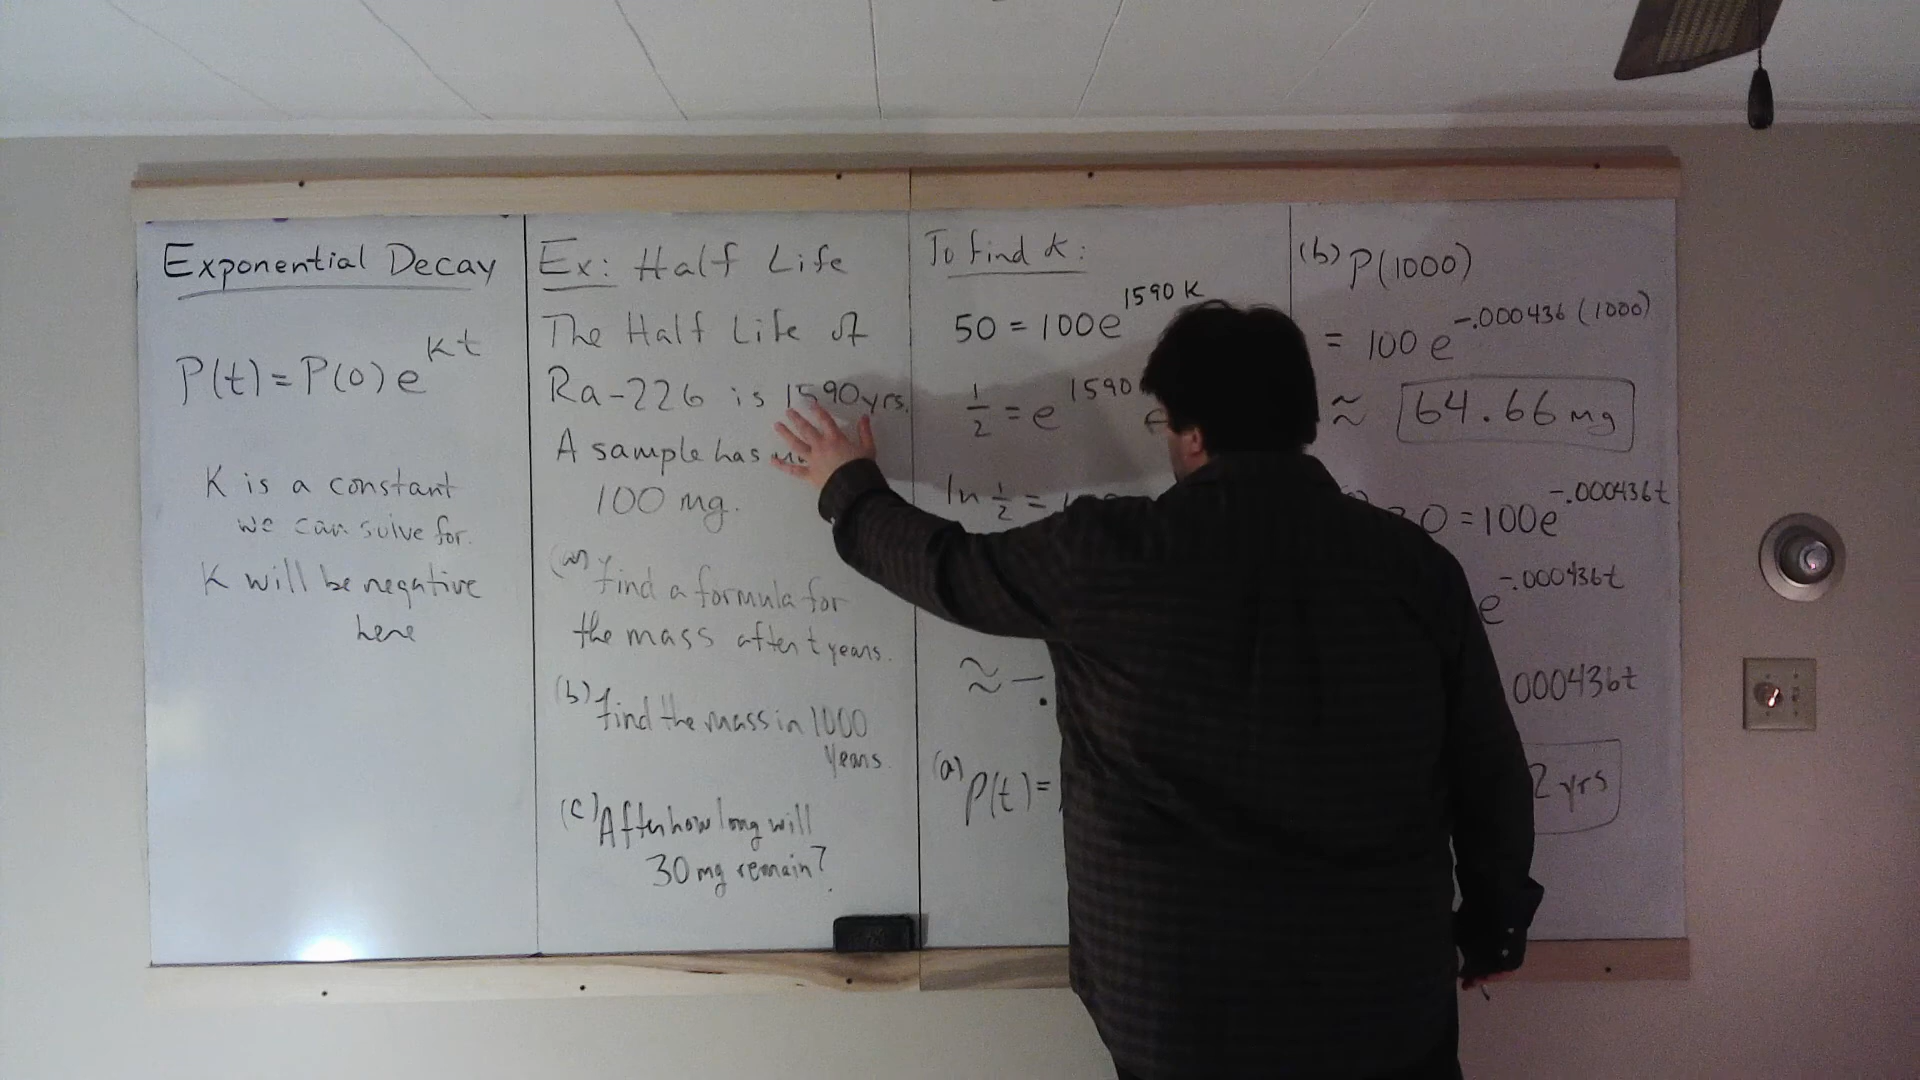 Exponential Decay
P(t) = P(0) e^{kt}
K is a constant
we can solve for.
K will be negative
here
Ex: Half Life
The Half Life of
Ra-226 is 1590 yrs.
A sample has
100 mg.
(a) find a formula for
the mass after t years.
(b) find the mass in 1000
years.
(c) After how long will
30 mg remain?
To find k:
50 = 100e^{1590 k}
1/2 = e^{1590
ln 1/2 =
≈ -.
(a) P(t) =
(b) P(1000)
= 100 e^{-.000436 (1000)}
≈ 64.66 mg
30 = 100e^{-.000436t}
e^{-.000436t}
000436t
2 yrs